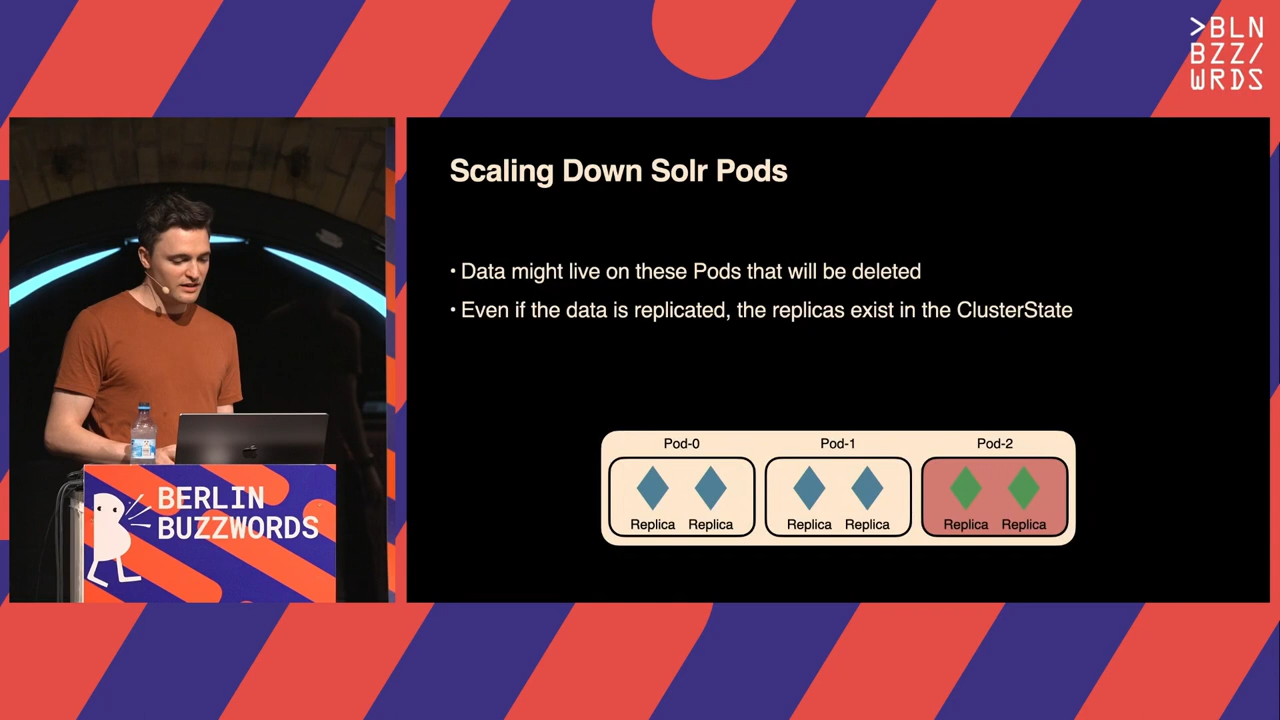 >BLN
BZZ/
WRDS
Scaling Down Solr Pods
• Data might live on these Pods that will be deleted
• Even if the data is replicated, the replicas exist in the ClusterState
Pod-0 Pod-1 Pod-2
Replica Replica Replica Replica Replica Replica
BERLIN
BUZZWORDS